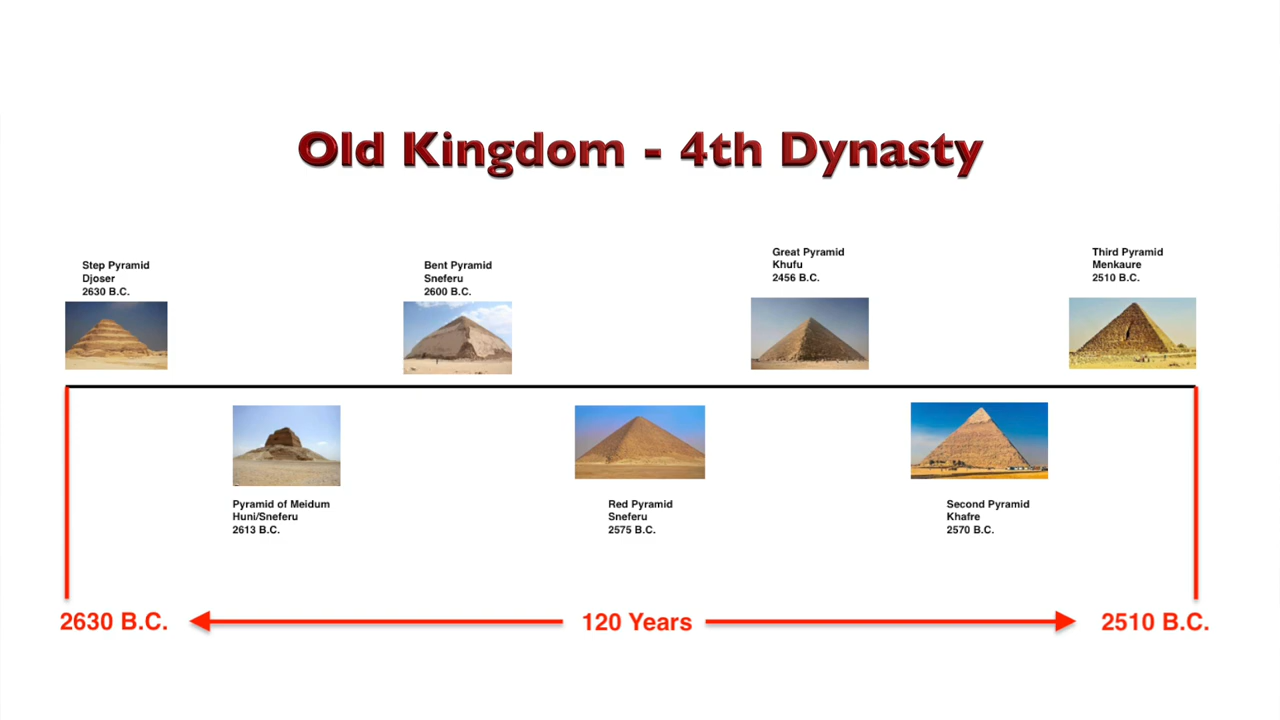 Old Kingdom - 4th Dynasty
Step Pyramid
Djoser
2630 B.C.
Bent Pyramid
Sneferu
2600 B.C.
Great Pyramid
Khufu
2456 B.C.
Third Pyramid
Menkaure
2510 B.C.
Pyramid of Meidum
Huni/Sneferu
2613 B.C.
Red Pyramid
Sneferu
2575 B.C.
Second Pyramid
Khafre
2570 B.C.
2630 B.C.
120 Years
2510 B.C.